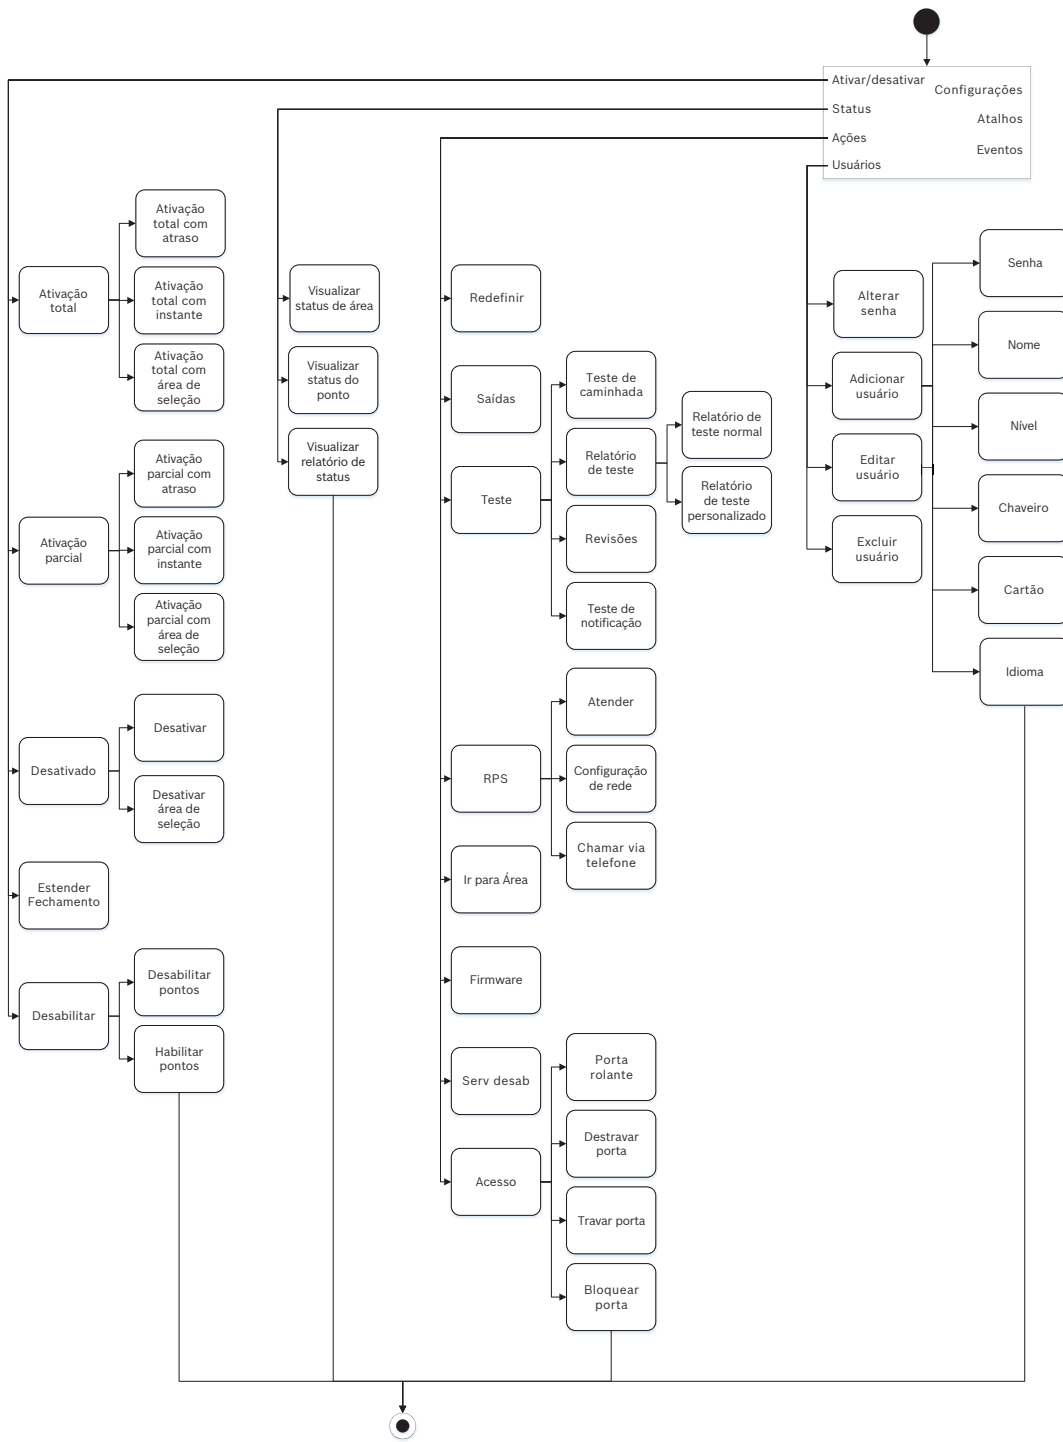 Ativar/desativar
Status
Ações
Usuários
Configurações
Atalhos
Eventos
Ativação
total
Ativação
total com
atraso
Ativação
total com
instante
Ativação
total com
área de
seleção
Ativação
parcial
Ativação
parcial com
atraso
Ativação
parcial com
instante
Ativação
parcial com
área de
seleção
Desativado
Desativar
Desativar
área de
seleção
Estender
Fechamento
Desabilitar
Desabilitar
pontos
Habilitar
pontos
Visualizar
status de área
Visualizar
status do
ponto
Visualizar
relatório de
status
Redefinir
Saídas
Teste
Teste de
caminhada
Relatório
de teste
Relatório de
teste normal
Relatório
de teste
personalizado
Revisões
Teste de
notificação
RPS
Atender
Configuração
de rede
Chamar via
telefone
Ir para Área
Firmware
Serv desab
Acesso
Porta
rolante
Destravar
porta
Travar porta
Bloquear
porta
Alterar
senha
Adicionar
usuário
Editar
usuário
Excluir
usuário
Senha
Nome
Nível
Chaveiro
Cartão
Idioma